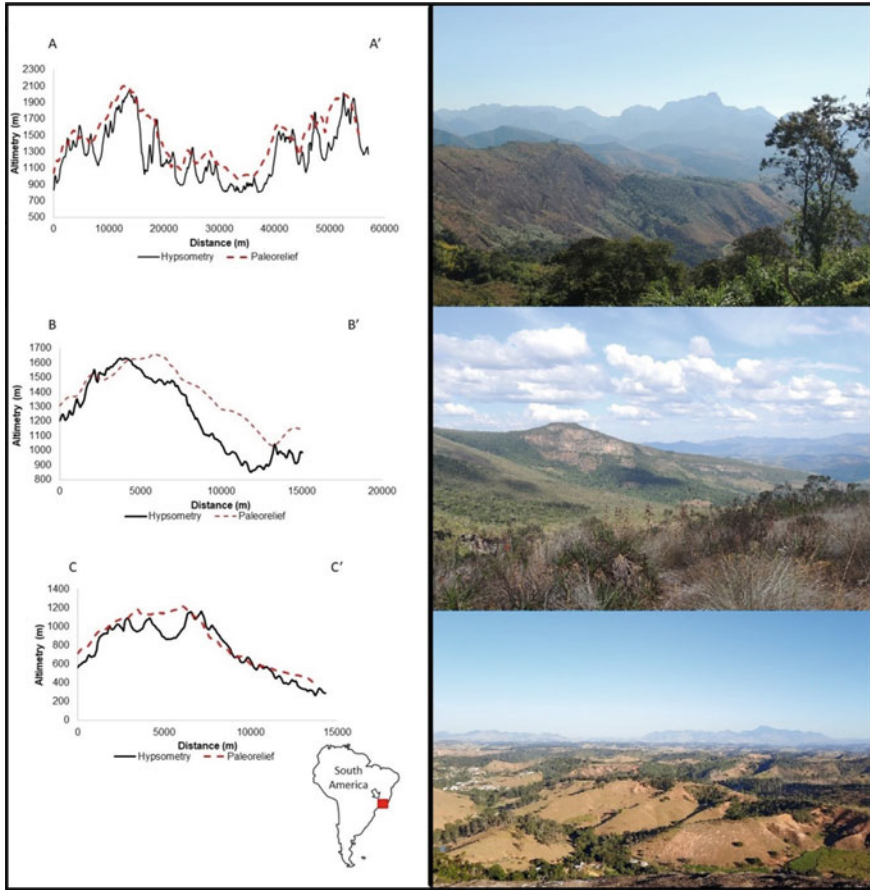 A A'
2300
2100
1900
1700
1500
1300
1100
900
700
500
Altimetry (m)
0 10000 20000 30000 40000 50000 60000
Distance (m)
Hypsometry Paleorelief
B B'
1700
1600
1500
1400
1300
1200
1100
1000
900
800
Altimetry (m)
0 5000 10000 15000 20000
Distance (m)
Hypsometry Paleorelief
C C'
1400
1200
1000
800
600
400
200
0
Altimetry (m)
0 5000 10000 15000
Distance (m)
Hypsometry Paleorelief
South
America